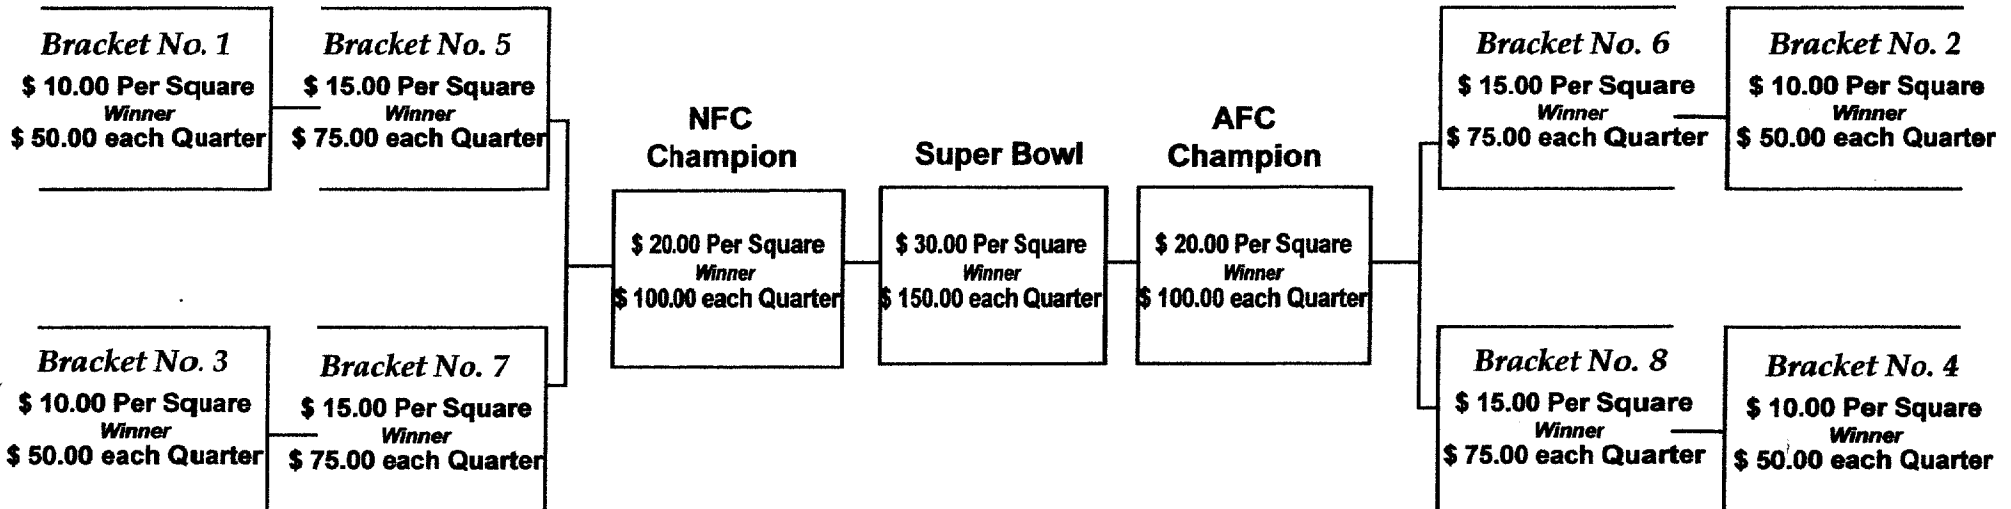 Bracket No. 1
$ 10.00 Per Square
Winner
$ 50.00 each Quarter
Bracket No. 5
$ 15.00 Per Square
Winner
$ 75.00 each Quarter
NFC
Champion
$ 20.00 Per Square
Winner
$ 100.00 each Quarter
Super Bowl
$ 30.00 Per Square
Winner
$ 150.00 each Quarter
AFC
Champion
$ 20.00 Per Square
Winner
$ 100.00 each Quarter
Bracket No. 6
$ 15.00 Per Square
Winner
$ 75.00 each Quarter
Bracket No. 2
$ 10.00 Per Square
Winner
$ 50.00 each Quarter
Bracket No. 3
$ 10.00 Per Square
Winner
$ 50.00 each Quarter
Bracket No. 7
$ 15.00 Per Square
Winner
$ 75.00 each Quarter
Bracket No. 8
$ 15.00 Per Square
Winner
$ 75.00 each Quarter
Bracket No. 4
$ 10.00 Per Square
Winner
$ 50.00 each Quarter